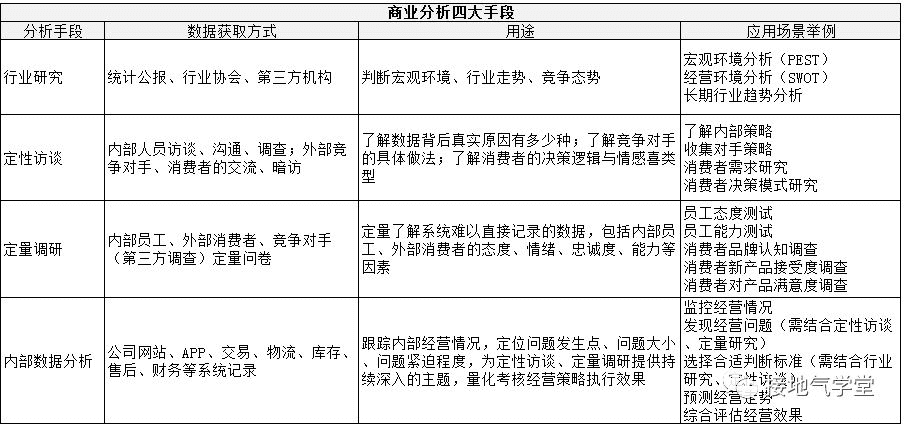 商业分析四大手段
分析手段
数据获取方式
用途
应用场景举例
行业研究
统计公报、行业协会、第三方机构
判断宏观环境、行业走势、竞争态势
宏观环境分析（PEST）
经营环境分析（SWOT）
长期行业趋势分析
定性访谈
内部人员访谈、沟通、调查；外部竞
争对手、消费者的交流、暗访
了解数据背后真实原因有多少种；了解竞争对手
的具体做法；了解消费者的决策逻辑与情感喜类
型
了解内部策略
收集对手策略
消费者需求研究
消费者决策模式研究
定量调研
内部员工、外部消费者、竞争对手
（第三方调查）定量问卷
定量了解系统难以直接记录的数据，包括内部员
工、外部消费者的态度、情绪、忠诚度、能力等
因素
员工态度测试
员工能力测试
消费者品牌认知调查
消费者新产品接受度调查
消费者对产品满意度调查
内部数据分析
公司网站、APP、交易、物流、库存、
售后、财务等系统记录
跟踪内部经营情况，定位问题发生点、问题大小
、问题紧迫程度，为定性访谈、定量调研提供持
续深入的主题，量化考核经营策略执行效果
监控经营情况
发现经营问题（需结合定性访谈
、定量研究）
选择合适判断标准（需结合行业
研究、定性访谈）
预测经营走势
综合评估经营效果
接地气学堂